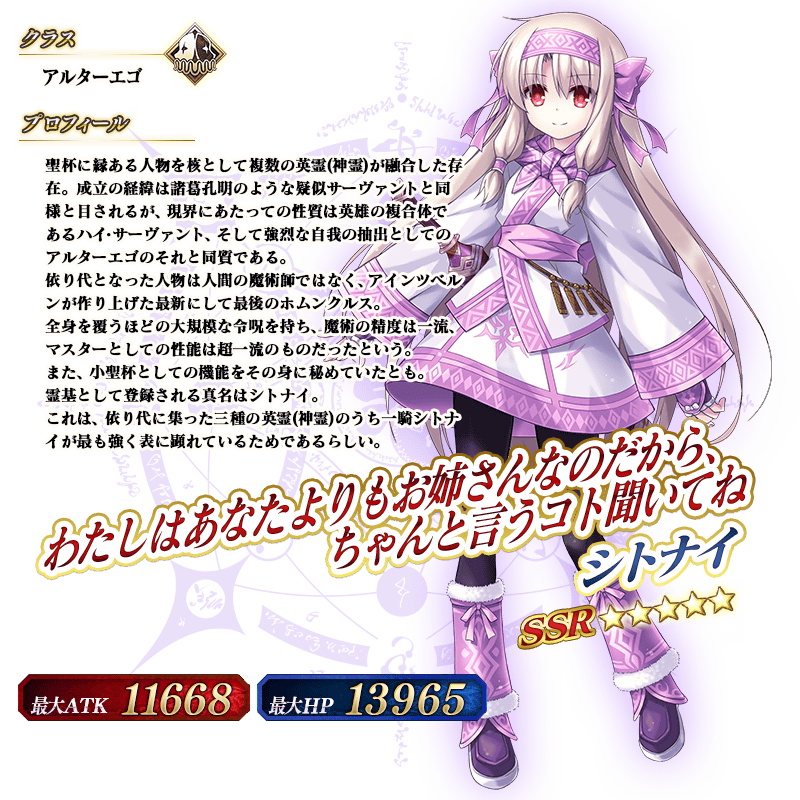 クラス
アルターエゴ
プロフィール
聖杯に縁ある人物を核として複数の英霊(神霊)が融合した存
在。成立の経緯は諸葛孔明のような疑似サーヴァントと同
様と目されるが、現界にあたっての性質は英雄の複合体で
あるハイ・サーヴァント、そして強烈な自我の抽出としての
アルターエゴのそれと同質である。
依り代となった人物は人間の魔術師ではなく、アインツベル
ンが作り上げた最新にして最後のホムンクルス。
全身を覆うほどの大規模な令呪を持ち、魔術の精度は一流、
マスターとしての性能は超一流のものだったという。
また、小聖杯としての機能をその身に秘めていたとも。
霊基として登録される真名はシトナイ。
これは、依り代に集った三種の英霊(神霊)のうち一騎シトナ
イが最も強く表に顕れているためであるらしい。
わたしはあなたよりもお姉さんなのだから、
ちゃんと言うコト聞いてね
シトナイ
SSR ☆☆☆☆☆
最大ATK 11668
最大HP 13965